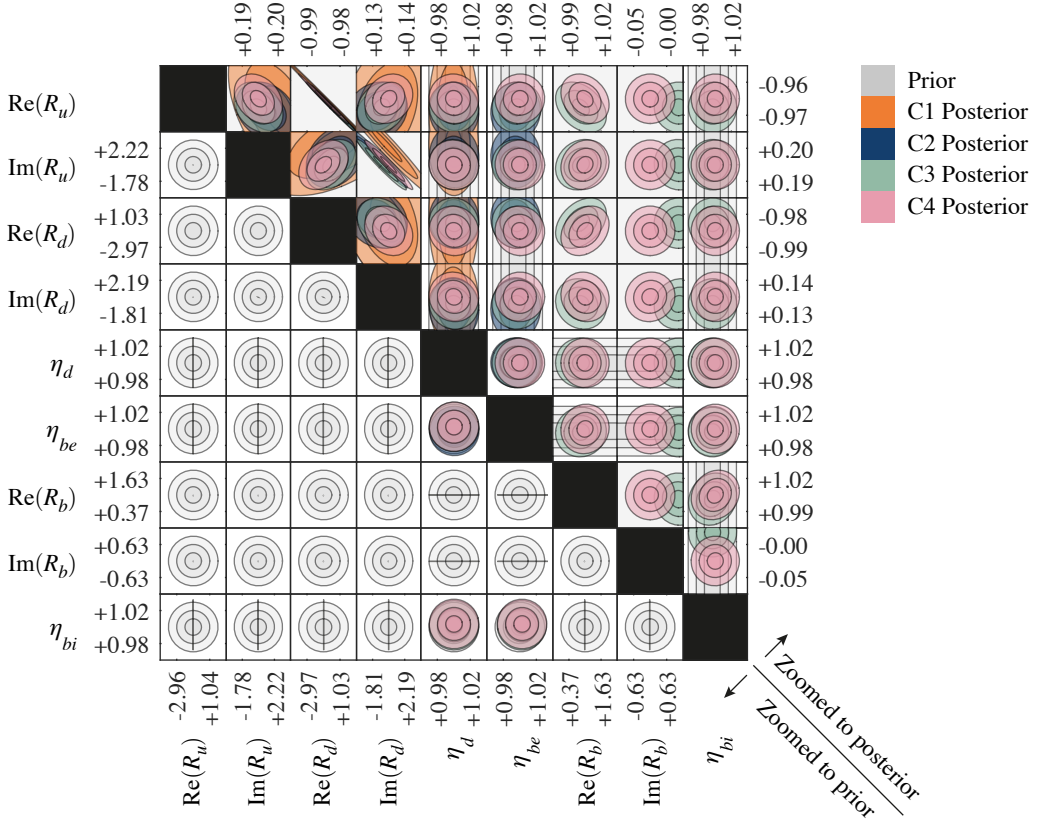 +0.19 +0.20 -0.99 -0.98 +0.13 +0.14 +0.98 +1.02 +0.98 +1.02 +0.99 +1.02 -0.05 -0.00 +0.98 +1.02
Prior
C1 Posterior
C2 Posterior
C3 Posterior
C4 Posterior
Re(R_u) -0.96
-0.97
Im(R_u) +2.22 +0.20
-1.78 +0.19
Re(R_d) +1.03 -0.98
-2.97 -0.99
Im(R_d) +2.19 +0.14
-1.81 +0.13
η_d +1.02 +1.02
+0.98 +0.98
η_be +1.02 +1.02
+0.98 +0.98
Re(R_b) +1.63 +1.02
+0.37 +0.99
Im(R_b) +0.63 -0.00
-0.63 -0.05
η_bi +1.02
+0.98
-2.96 +1.04 -1.78 +2.22 -2.97 +1.03 -1.81 +2.19 +0.98 +1.02 +0.98 +1.02 +0.37 +1.63 -0.63 +0.63
Re(R_u) Im(R_u) Re(R_d) Im(R_d) η_d η_be Re(R_b) Im(R_b) η_bi
Zoomed to posterior
Zoomed to prior